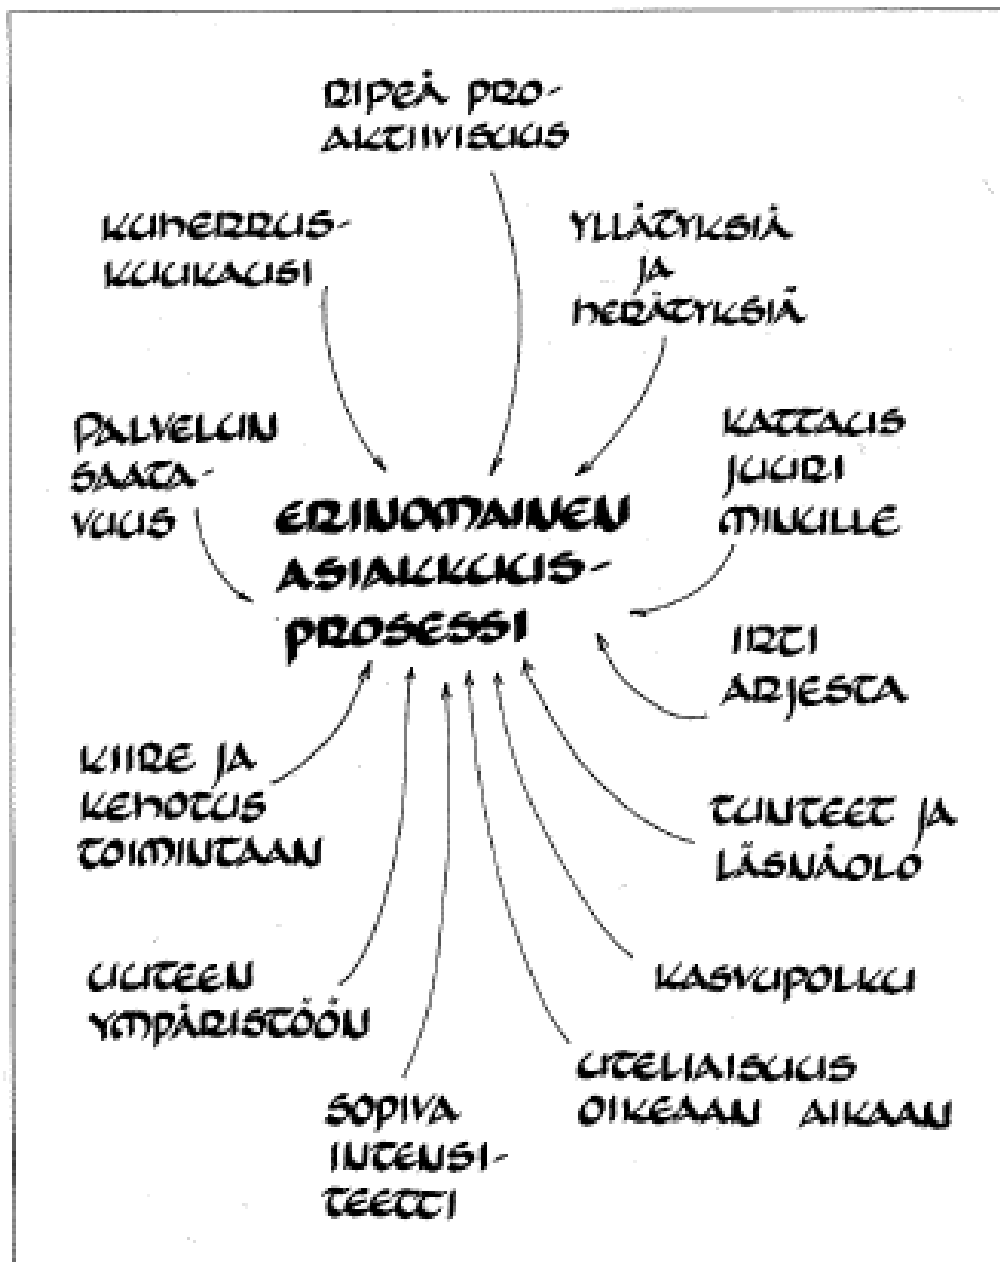 RIPEÄ PRO-
AKTIIVISUUS
KUHERRUS-
KUUKAUSI
YLLÄTYKSIÄ
JA
HERÄTYKSIÄ
PALVELUN
SAATA-
VUUS
KATTAUS
JUURI
MINULLE
ERINOMAINEN
ASIAKKUUS-
PROSESSI
IRTI
ARJESTA
KIIRE JA
KEHOTUS
TOIMINTAAN
TUNTEET JA
LÄSNÄOLO
UUTEEN
YMPÄRISTÖÖN
KASVUPOLKU
SOPIVA
INTENSI-
TEETTI
UTELIAISUUS
OIKEAAN AIKAAN